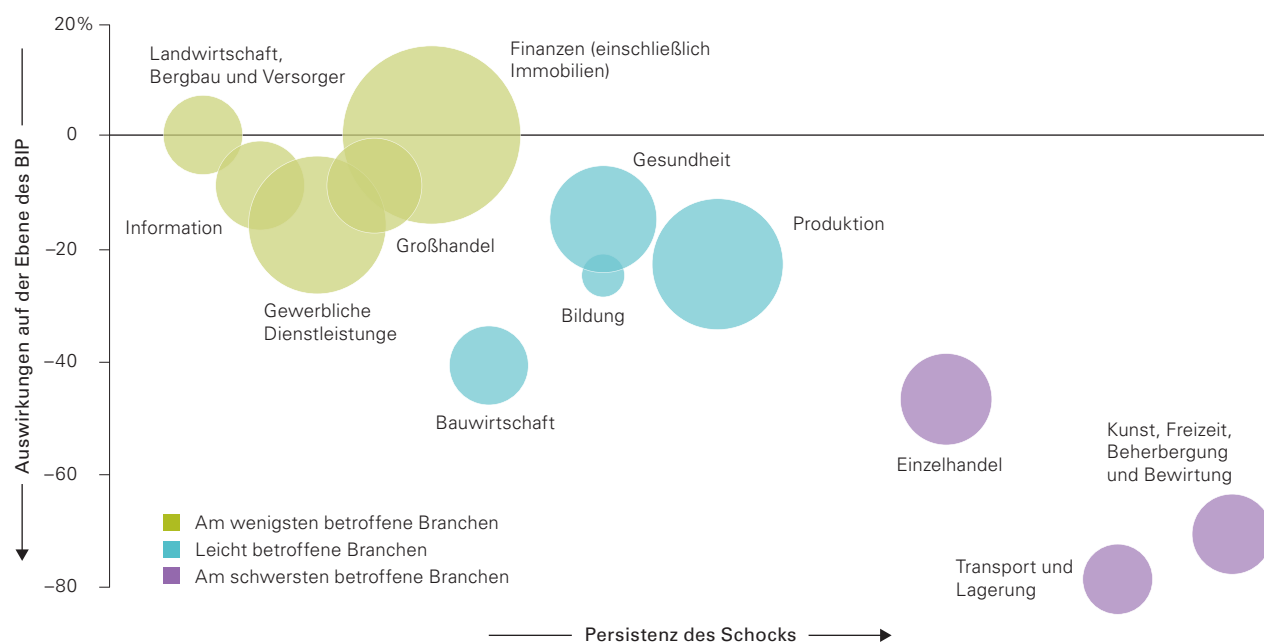 20%
0
–20
–40
–60
–80
Auswirkungen auf der Ebene des BIP
Landwirtschaft,
Bergbau und Versorger
Finanzen (einschließlich
Immobilien)
Information
Großhandel
Gewerbliche
Dienstleistunge
Gesundheit
Produktion
Bildung
Bauwirtschaft
Einzelhandel
Kunst, Freizeit,
Beherbergung
und Bewirtung
Transport und
Lagerung
Am wenigsten betroffene Branchen
Leicht betroffene Branchen
Am schwersten betroffene Branchen
Persistenz des Schocks